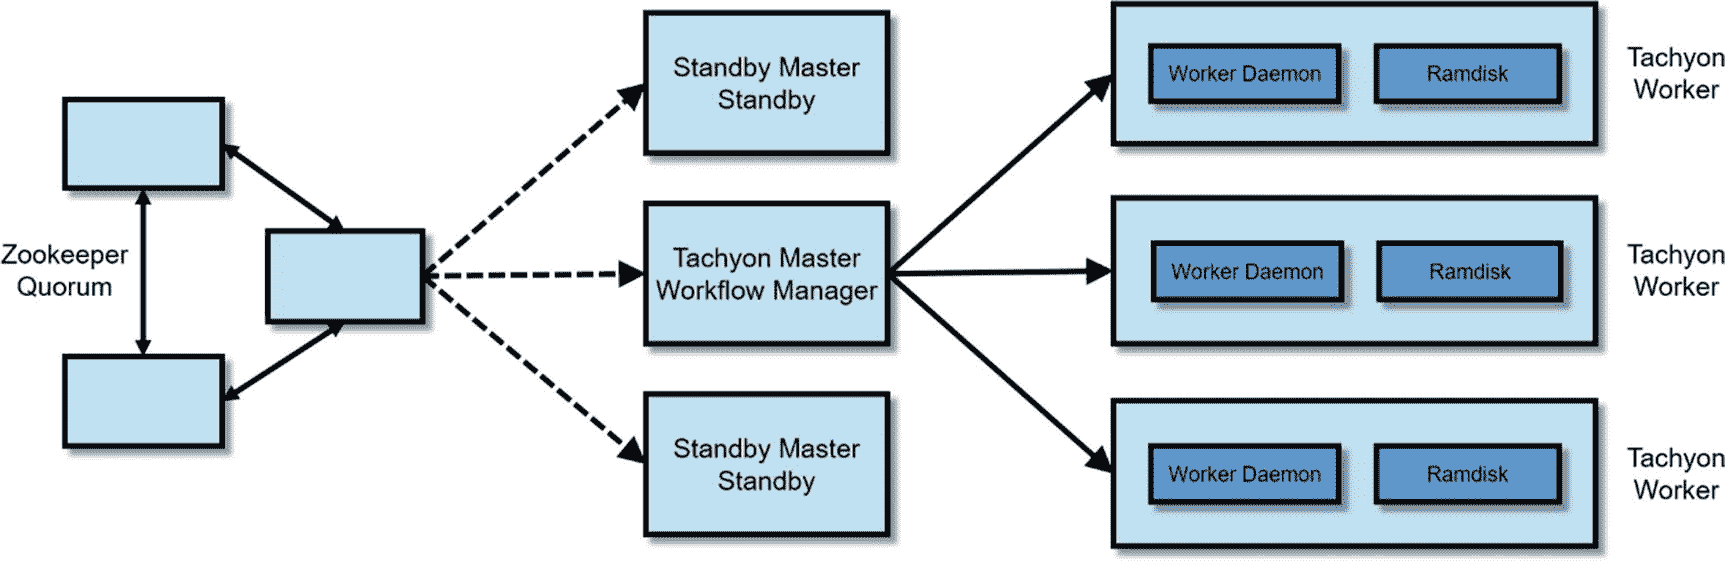 Zookeeper
Quorum
Standby Master
Standby
Tachyon Master
Workflow Manager
Standby Master
Standby
Worker Daemon
Ramdisk
Tachyon
Worker
Worker Daemon
Ramdisk
Tachyon
Worker
Worker Daemon
Ramdisk
Tachyon
Worker